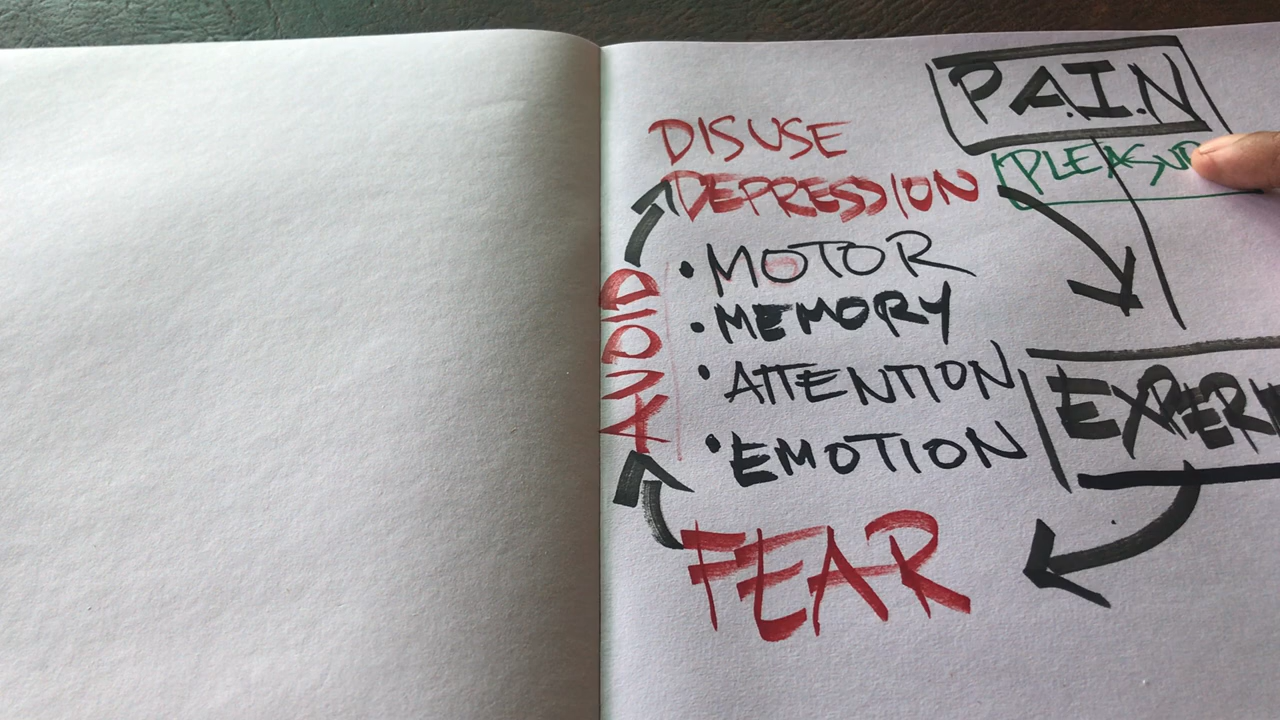 P.A.I.N
DISUSE
DEPRESSION
AVOID
• MOTOR
• MEMORY
• ATTENTION
• EMOTION
FEAR